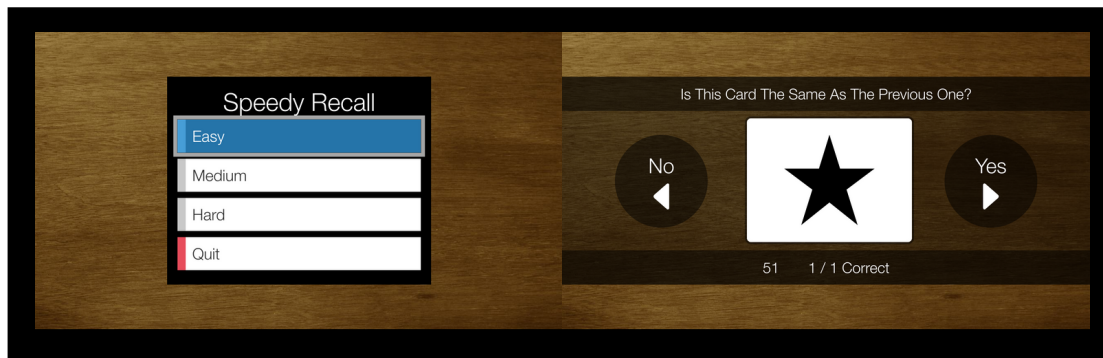 Speedy Recall
Easy
Medium
Hard
Quit
Is This Card The Same As The Previous One?
No
Yes
51 1 / 1 Correct